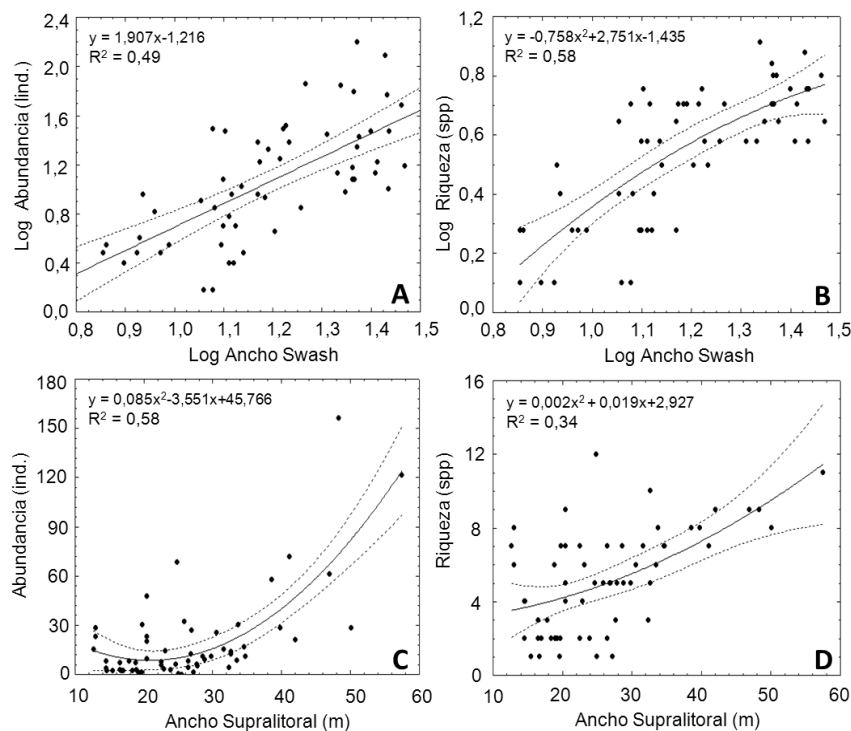 y = 1,907x-1,216
R² = 0,49
Log Abundancia (Iind.)
2,4
2,0
1,6
1,2
0,8
0,4
0,0
A
0,8 0,9 1,0 1,1 1,2 1,3 1,4 1,5
Log Ancho Swash
y = -0,758x²+2,751x-1,435
R² = 0,58
Log Riqueza (spp)
1,2
0,8
0,6
0,4
0,2
0,0
B
0,8 0,9 1,0 1,1 1,2 1,3 1,4 1,5
Log Ancho Swash
y = 0,085x²-3,551x+45,766
R² = 0,58
Abundancia (ind.)
180
150
120
90
60
30
0
C
10 20 30 40 50 60
Ancho Supralitoral (m)
y = 0,002x² + 0,019x+2,927
R² = 0,34
Riqueza (spp)
16
12
8
4
0
D
10 20 30 40 50 60
Ancho Supralitoral (m)